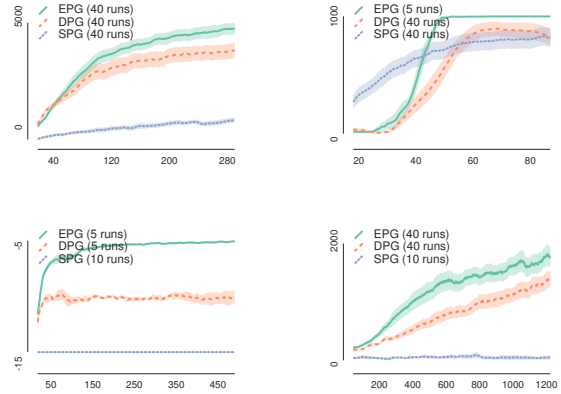 5000
0
EPG (40 runs)
DPG (40 runs)
SPG (40 runs)
40 120 200 280
1000
0
EPG (5 runs)
DPG (40 runs)
SPG (40 runs)
20 40 60 80
-5
-15
EPG (5 runs)
DPG (5 runs)
SPG (10 runs)
50 150 250 350 450
2000
0
EPG (40 runs)
DPG (40 runs)
SPG (40 runs)
200 400 600 800 1000 1200